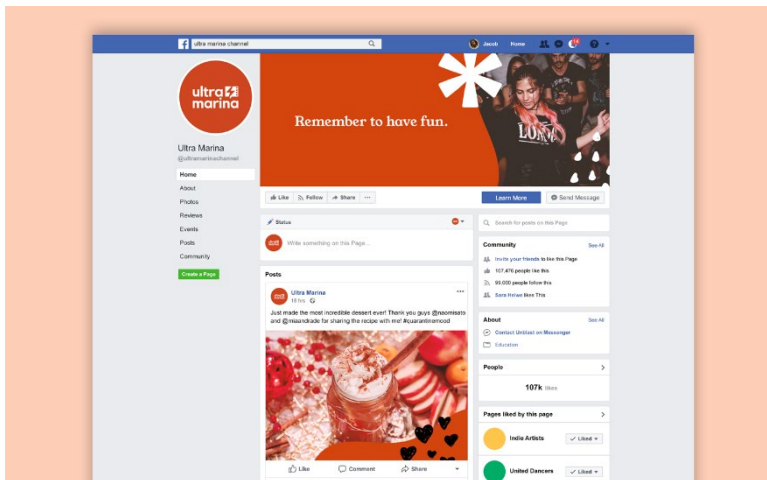 ultra marina channel
Jacob
Home
ultra
marina
Remember to have fun.
Ultra Marina
@ultramarinachannel
Home
About
Photos
Reviews
Events
Posts
Community
Create a Page
Like
Follow
Share
Learn More
Send Message
Status
Write something on this Page...
Posts
Ultra Marina
Just made the most incredible dessert ever! Thank you guys @naomisato
and @miaandrade for sharing the recipe with me! #quarantinemood
Like
Comment
Share
Search for posts on this Page
Community
See All
Invite your friends to like this Page
107,476 people like this
99,000 people follow this
likes This
About
See All
Contact Unblast on Messenger
Education
People
107k likes
Pages liked by this page
Indie Artists
Liked
United Dancers
Liked